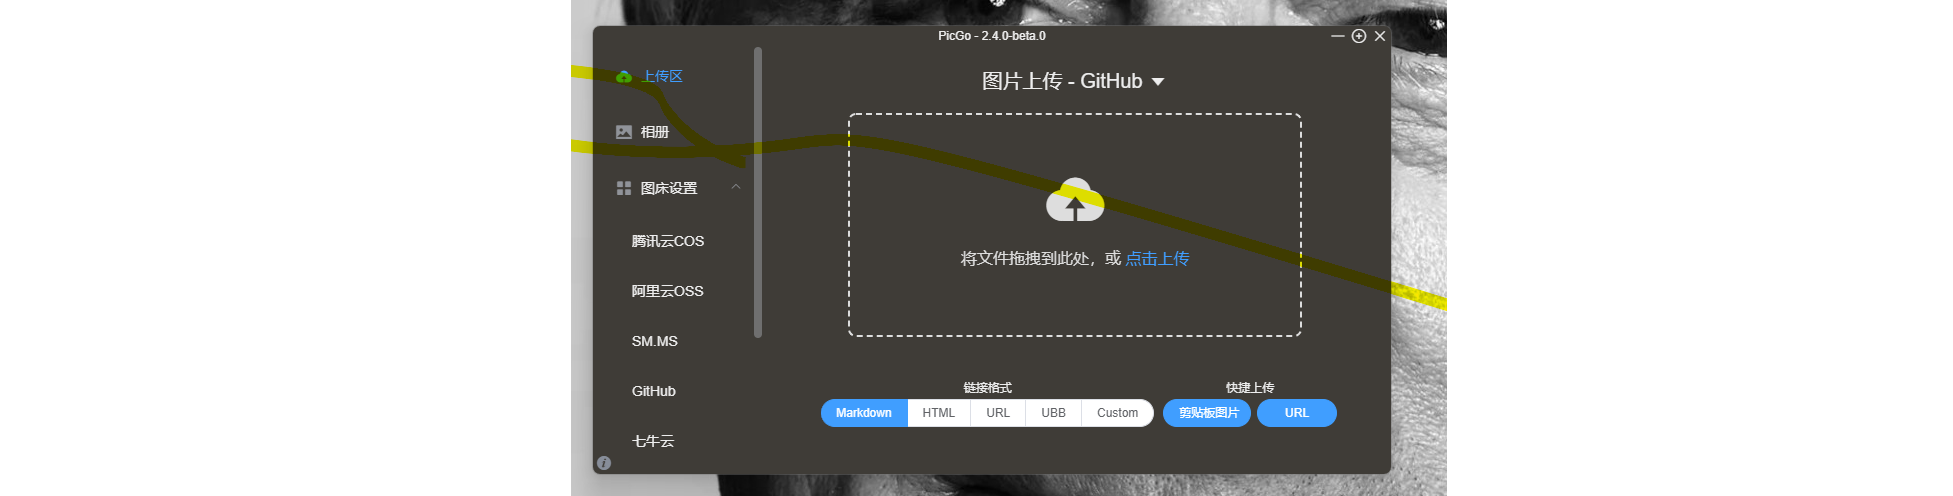 PicGo - 2.4.0-beta.0
上传区
相册
图床设置
腾讯云COS
阿里云OSS
SM.MS
GitHub
七牛云
图片上传 - GitHub
将文件拖拽到此处，或 点击上传
链接格式
Markdown HTML URL UBB Custom
快捷上传
剪贴板图片 URL